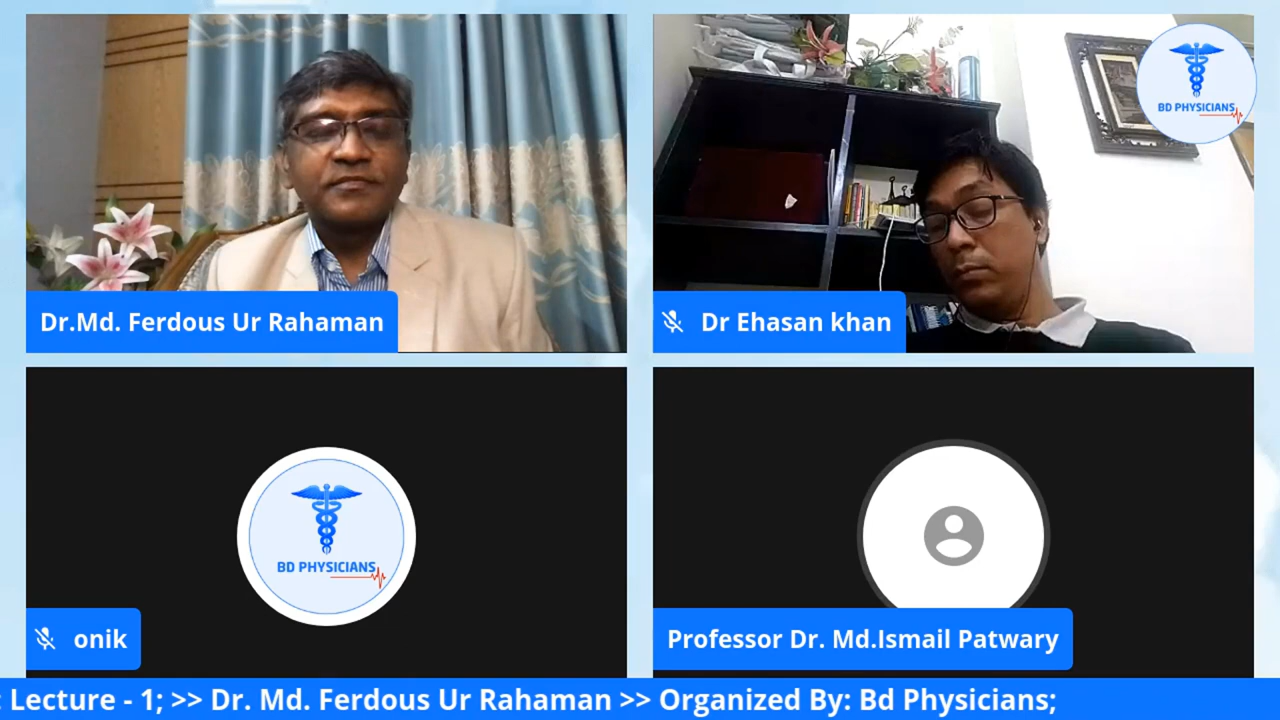 BD PHYSICIANS
Dr.Md. Ferdous Ur Rahaman
Dr Ehasan khan
BD PHYSICIANS
onik
Professor Dr. Md.Ismail Patwary
: Lecture - 1; >> Dr. Md. Ferdous Ur Rahaman >> Organized By: Bd Physicians;